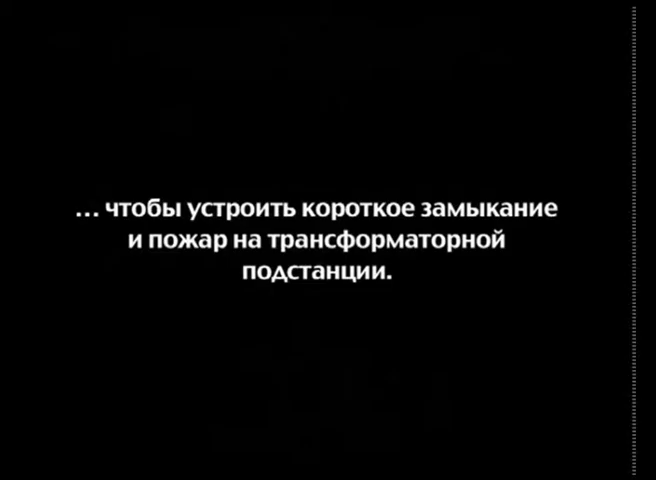 ... чтобы устроить короткое замыкание
и пожар на трансформаторной
подстанции.